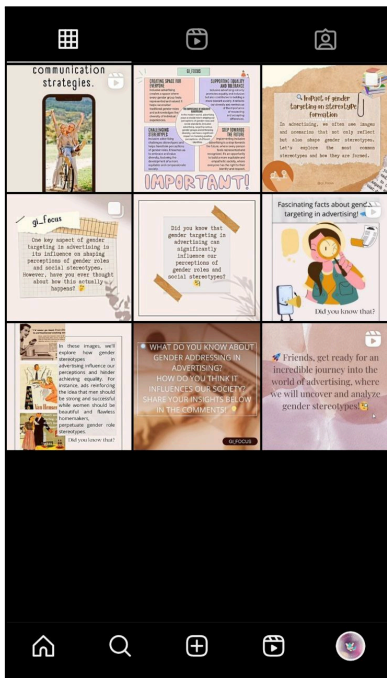 communication
strategies.
GI_FOCUS
CREATING SPACE FOR
EVERYONE
SUPPORTING EQUALITY
AND TOLERANCE
CHALLENGING
STEREOTYPES
STEP TOWARDS THE
FUTURE
IMPORTANT!
Impact of gender
targeting on stereotype
formation
In advertising, we often see images
and scenarios that not only reflect
but also shape gender stereotypes.
Let's explore the most common
stereotypes and how they are formed.
gi_focus
One key aspect of gender
targeting in advertising is
its influence on shaping
perceptions of gender roles
and social stereotypes.
However, have you ever thought
about how this actually
happens?
Did you know that
gender targeting in
advertising can
significantly
influence our
perceptions of
gender roles and
social stereotypes?
Fascinating facts about gend
targeting in advertising!
Did you know that?
In these images, we'll
explore how gender
stereotypes in
advertising influence our
perceptions and hinder
achieving equality. For
instance, ads reinforcing
the idea that men should
be strong and successful
while women should be
beautiful and flawless
homemakers,
perpetuate gender role
stereotypes.
Did you know that?
WHAT DO YOU KNOW ABOUT
GENDER ADDRESSING IN
ADVERTISING?
HOW DO YOU THINK IT
INFLUENCES OUR SOCIETY?
SHARE YOUR INSIGHTS BELOW
IN THE COMMENTS!
GI_FOCUS
Friends, get ready for an
incredible journey into the
world of advertising, where
we will uncover and analyze
gender stereotypes!